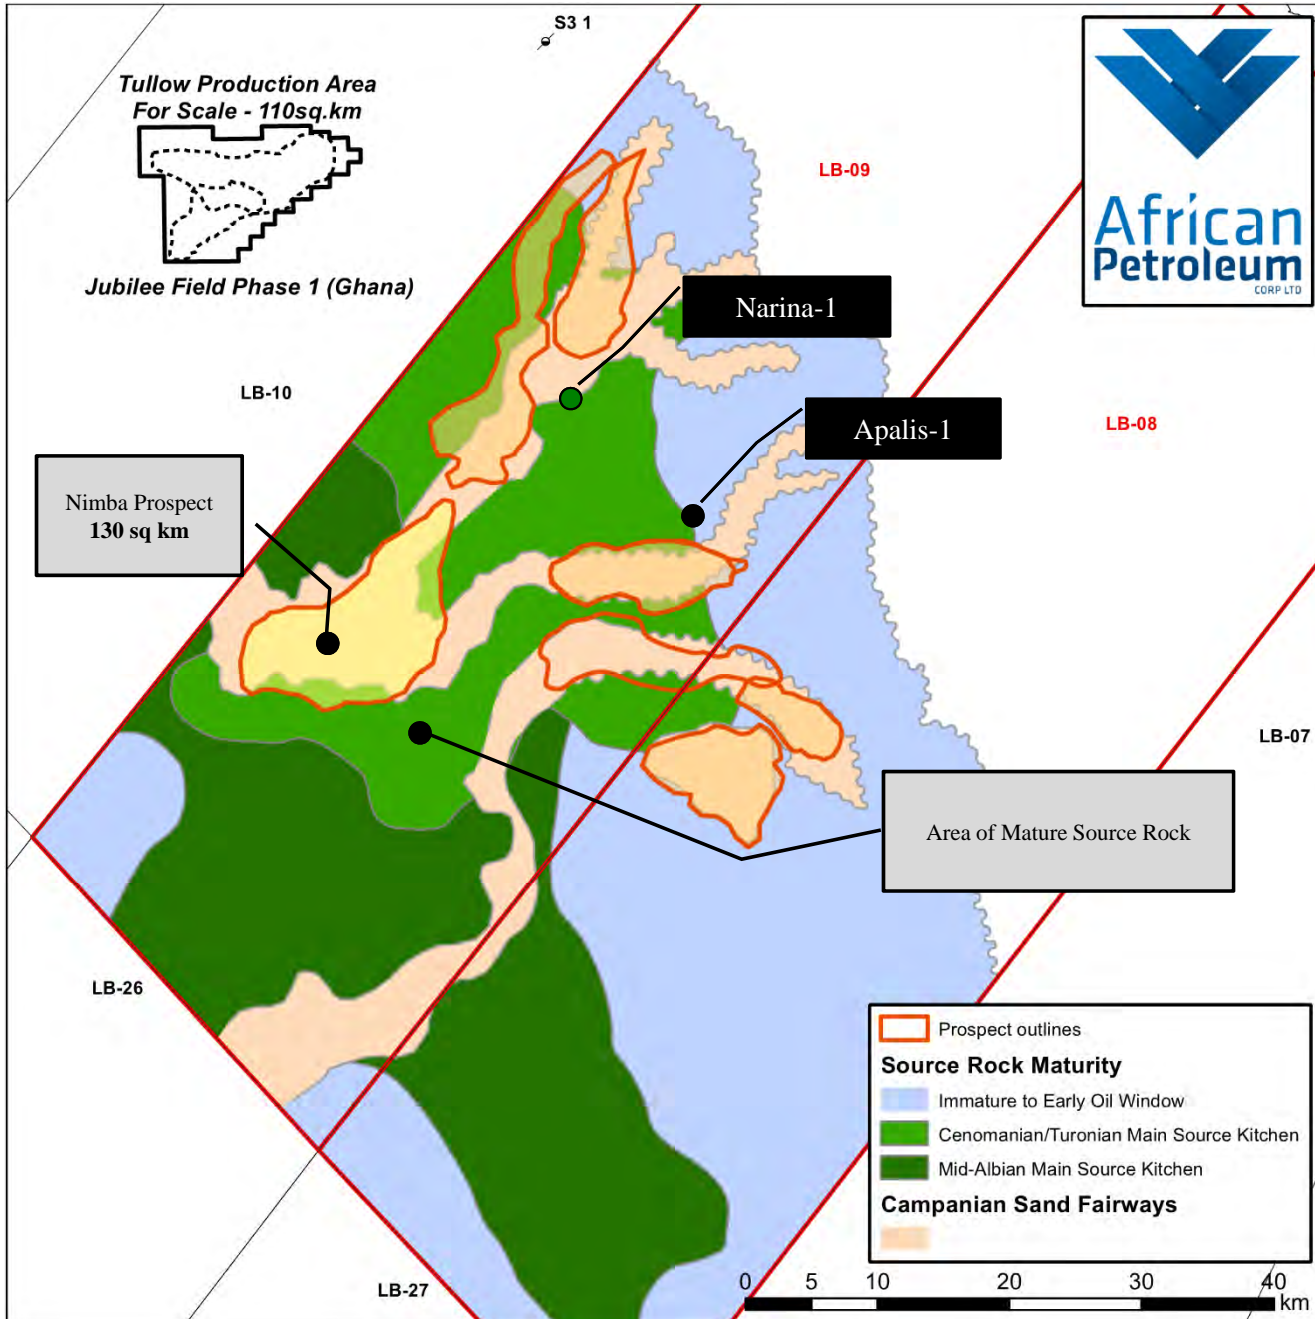 S3 1
Tullow Production Area
For Scale - 110sq.km
Jubilee Field Phase 1 (Ghana)
African
Petroleum
CORP LTD
LB-09
Narina-1
LB-10
Apalis-1
LB-08
Nimba Prospect
130 sq km
LB-07
Area of Mature Source Rock
LB-26
Prospect outlines
Source Rock Maturity
Immature to Early Oil Window
Cenomanian/Turonian Main Source Kitchen
Mid-Albian Main Source Kitchen
Campanian Sand Fairways
LB-27
0 5 10 20 30 40
km